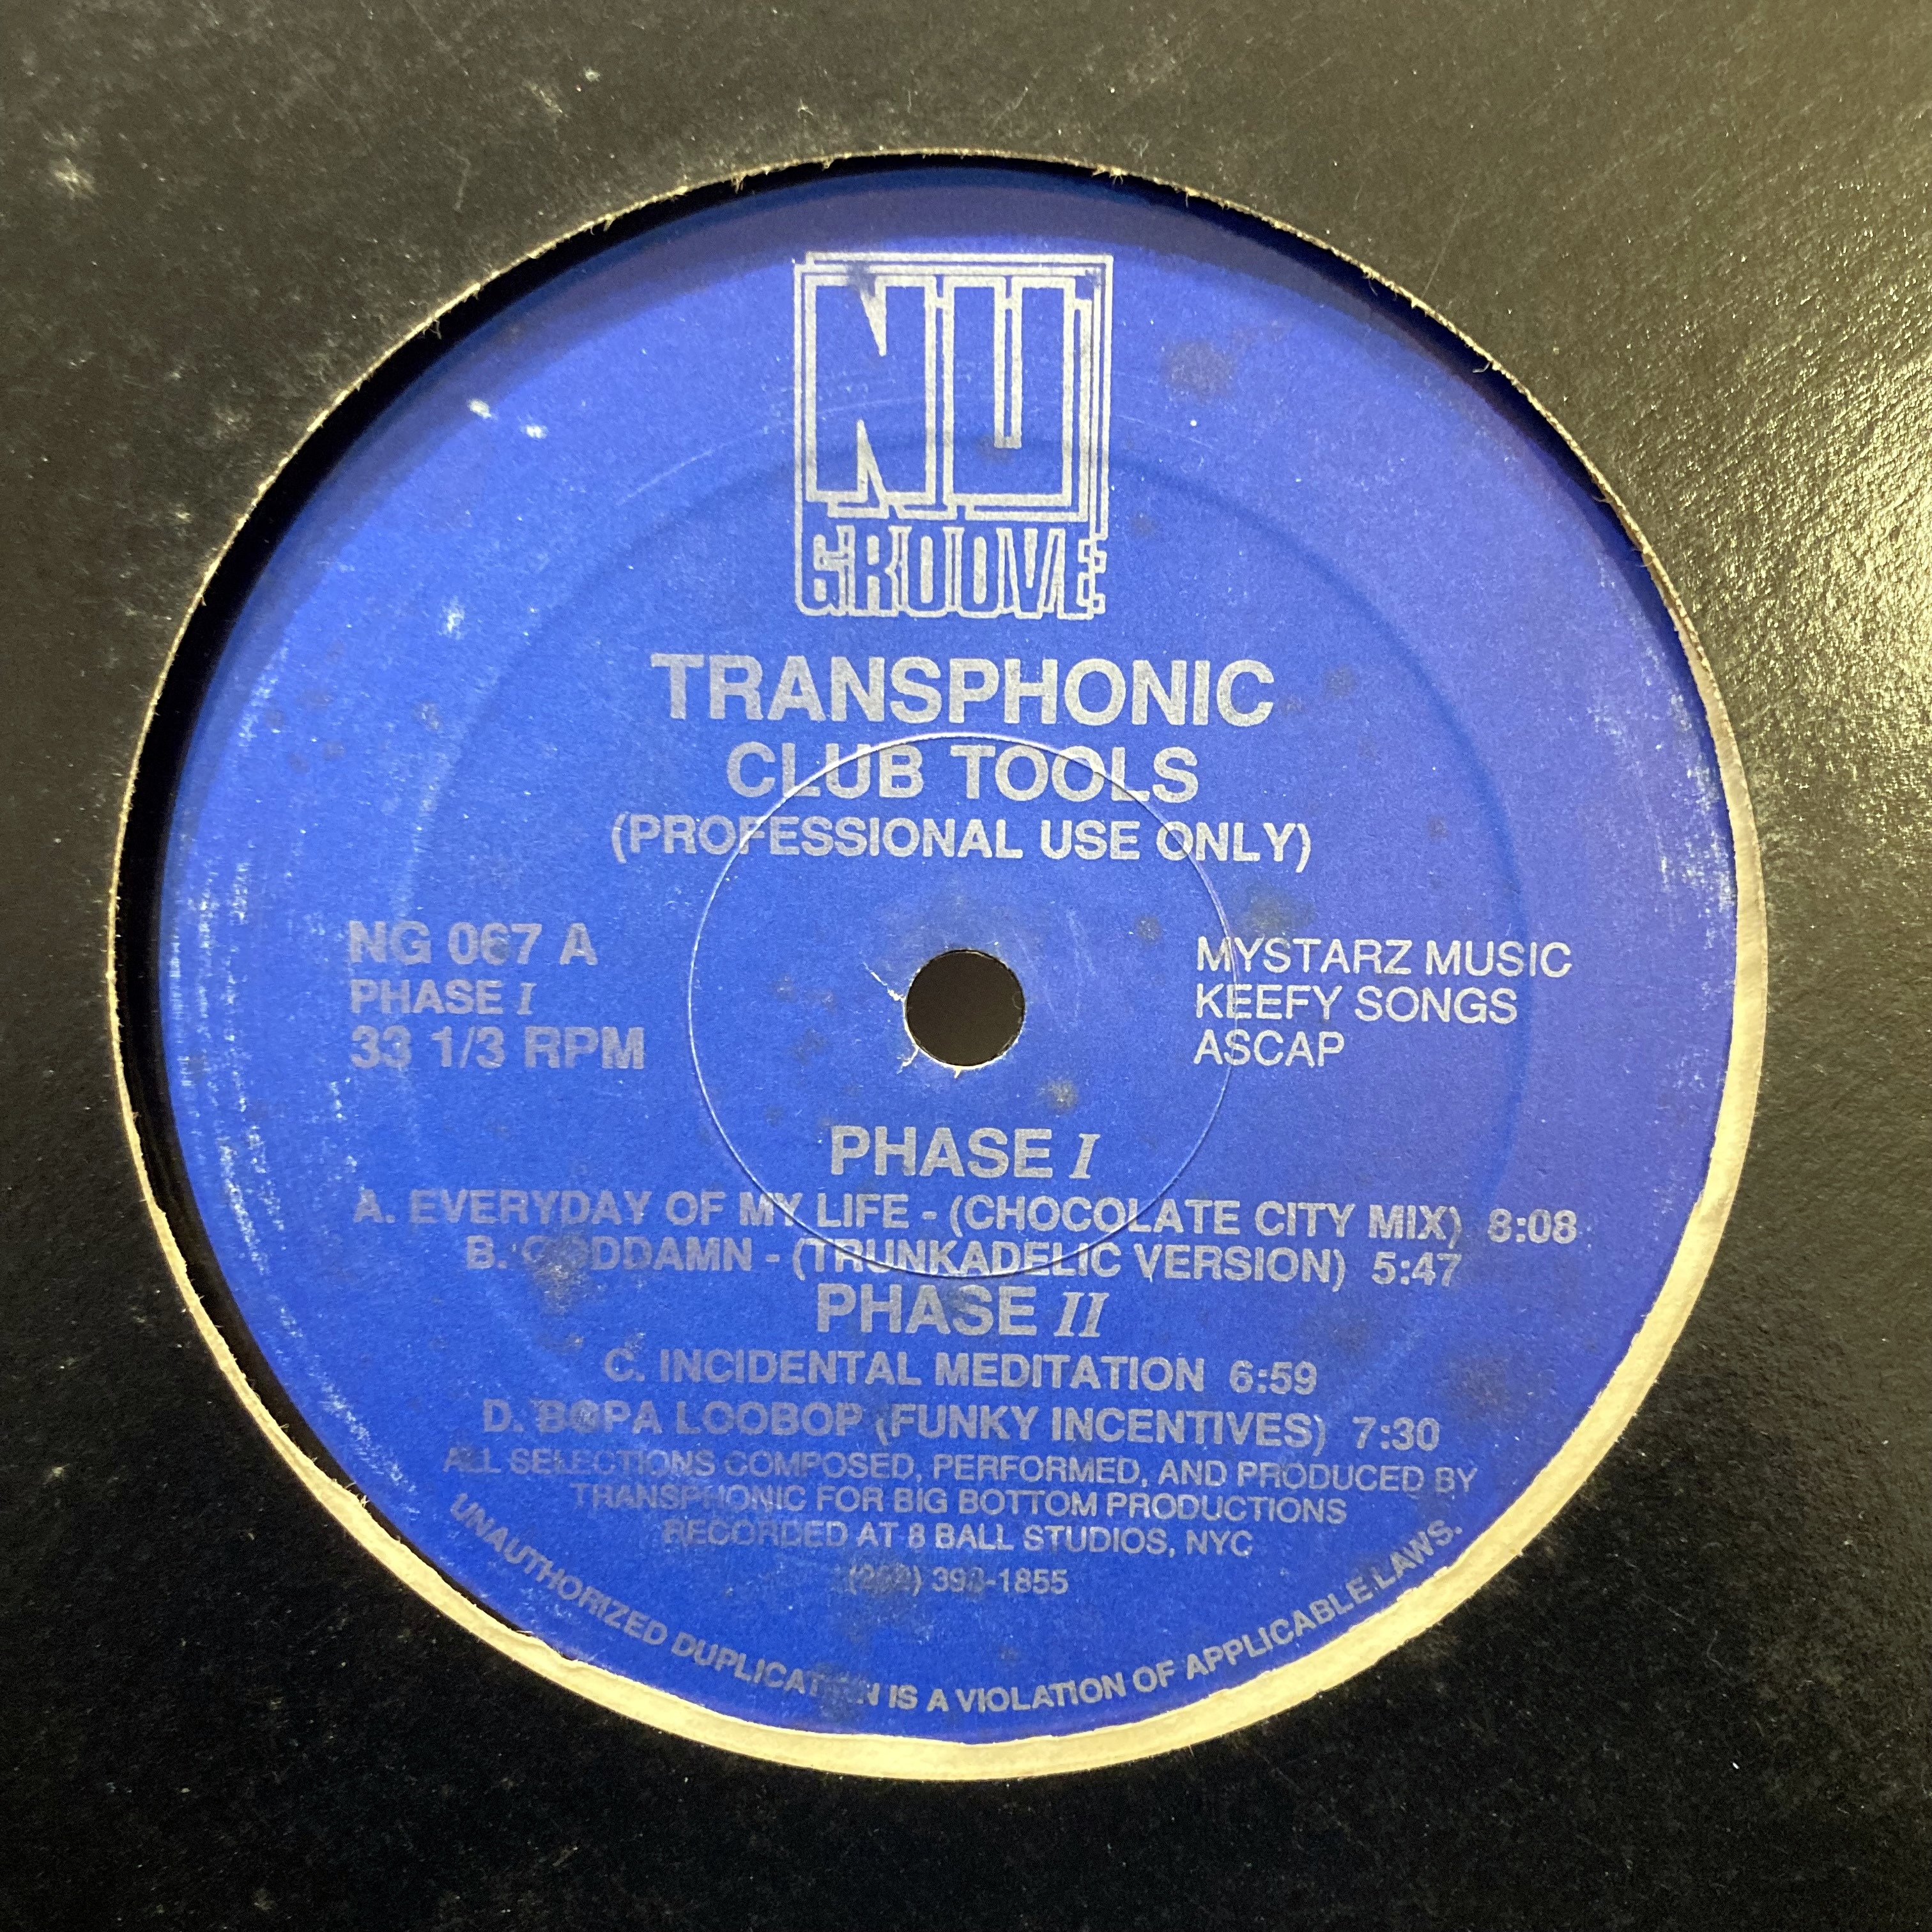 NU
GROOVE
TRANSPHONIC
CLUB TOOLS
(PROFESSIONAL USE ONLY)
NG 067 A
PHASE I
33 1/3 RPM
MYSTARZ MUSIC
KEEFY SONGS
ASCAP
PHASE I
A. EVERYDAY OF MY LIFE - (CHOCOLATE CITY MIX) 8:08
B. GODDAMN - (TRUNKADELIC VERSION) 5:47
PHASE II
C. INCIDENTAL MEDITATION 6:59
D. BOPA LOOBOP (FUNKY INCENTIVES) 7:30
ALL SELECTIONS COMPOSED, PERFORMED, AND PRODUCED BY
TRANSPHONIC FOR BIG BOTTOM PRODUCTIONS
RECORDED AT 8 BALL STUDIOS, NYC
UNAUTHORIZED DUPLICATION IS A VIOLATION OF APPLICABLE LAWS.